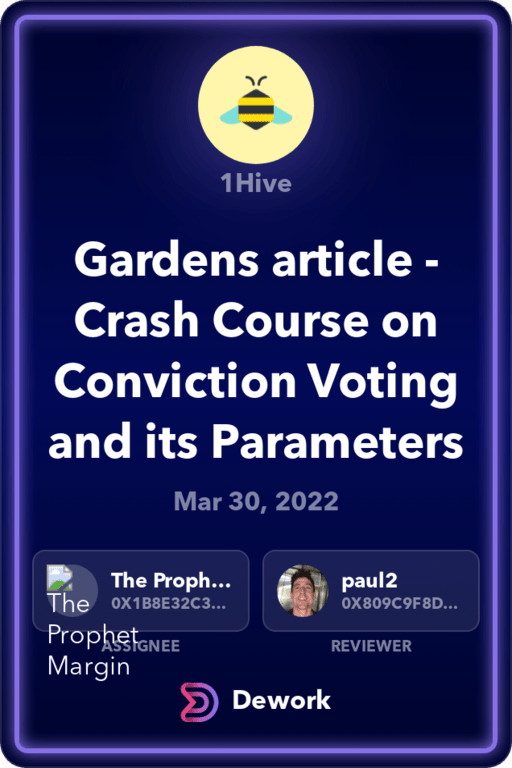 1Hive
Gardens article -
Crash Course on
Conviction Voting
and its Parameters
Mar 30, 2022
The Proph...
0X1B8E32C3...
The
Prophet
Margin
ASSIGNEE
paul2
0X809C9F8D...
REVIEWER
Dework